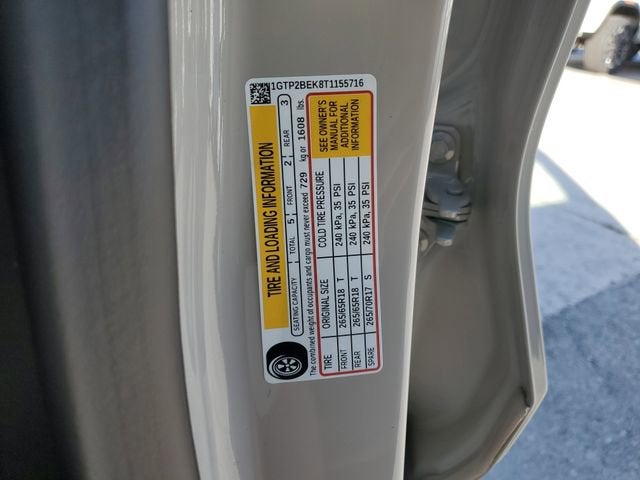 1GTP2BEK8T1155716
TIRE AND LOADING INFORMATION
SEATING CAPACITY TOTAL 5 FRONT 2 REAR 3
The combined weight of occupants and cargo must never exceed 729 kg or 1608 lbs.
TIRE ORIGINAL SIZE COLD TIRE PRESSURE
FRONT 265/65R18 T 240 kPa, 35 PSI
REAR 265/65R18 T 240 kPa, 35 PSI
SPARE 265/70R17 S 240 kPa, 35 PSI
SEE OWNER'S
MANUAL FOR
ADDITIONAL
INFORMATION